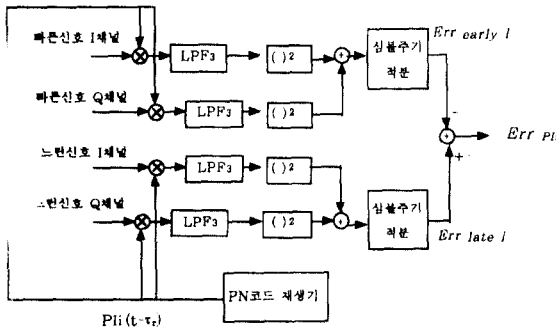 빠른신호 I채널
LPF3
( )2
심볼주기
적분
Err early I
빠른신호 Q채널
LPF3
( )2
-
Err PIi
+
느린신호 I채널
LPF3
( )2
느린신호 Q채널
LPF3
( )2
심볼주기
적분
Err late I
PN코드 재생기
PIi(t-τr)